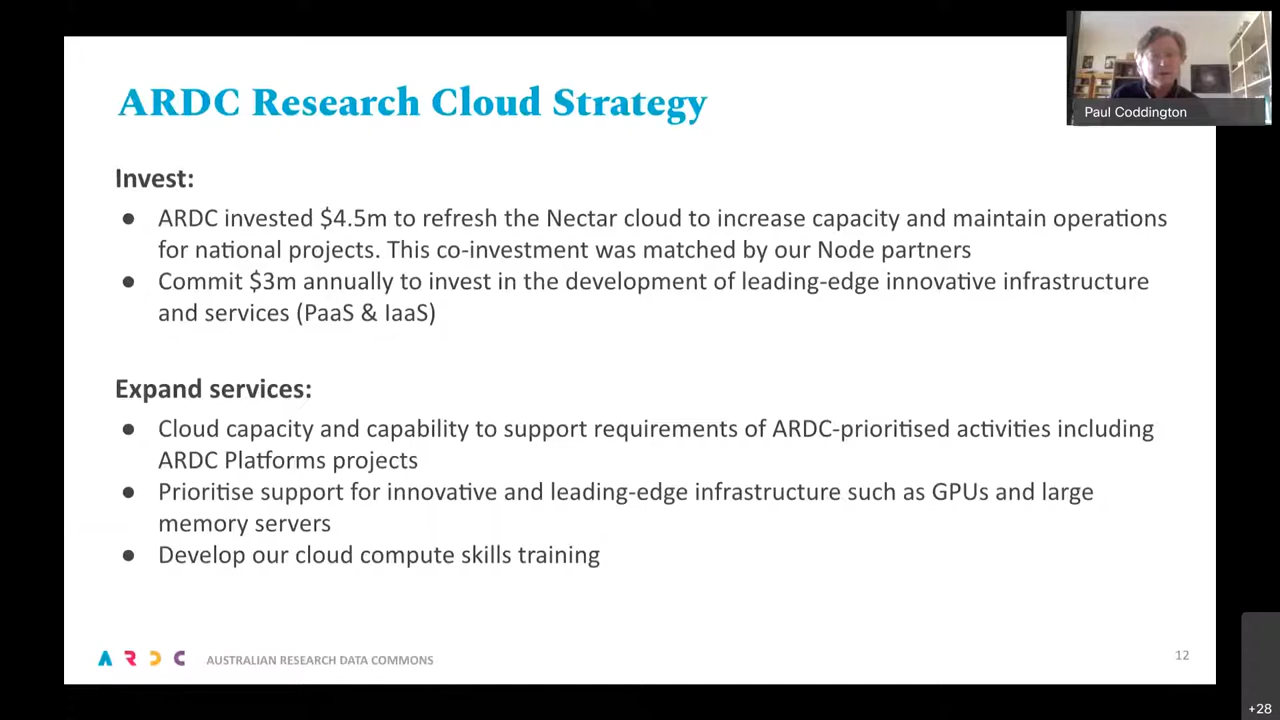 ARDC Research Cloud Strategy
Paul Coddington
Invest:
● ARDC invested $4.5m to refresh the Nectar cloud to increase capacity and maintain operations
for national projects. This co-investment was matched by our Node partners
● Commit $3m annually to invest in the development of leading-edge innovative infrastructure
and services (PaaS & IaaS)
Expand services:
● Cloud capacity and capability to support requirements of ARDC-prioritised activities including
ARDC Platforms projects
● Prioritise support for innovative and leading-edge infrastructure such as GPUs and large
memory servers
● Develop our cloud compute skills training
ARDC AUSTRALIAN RESEARCH DATA COMMONS
12
+28